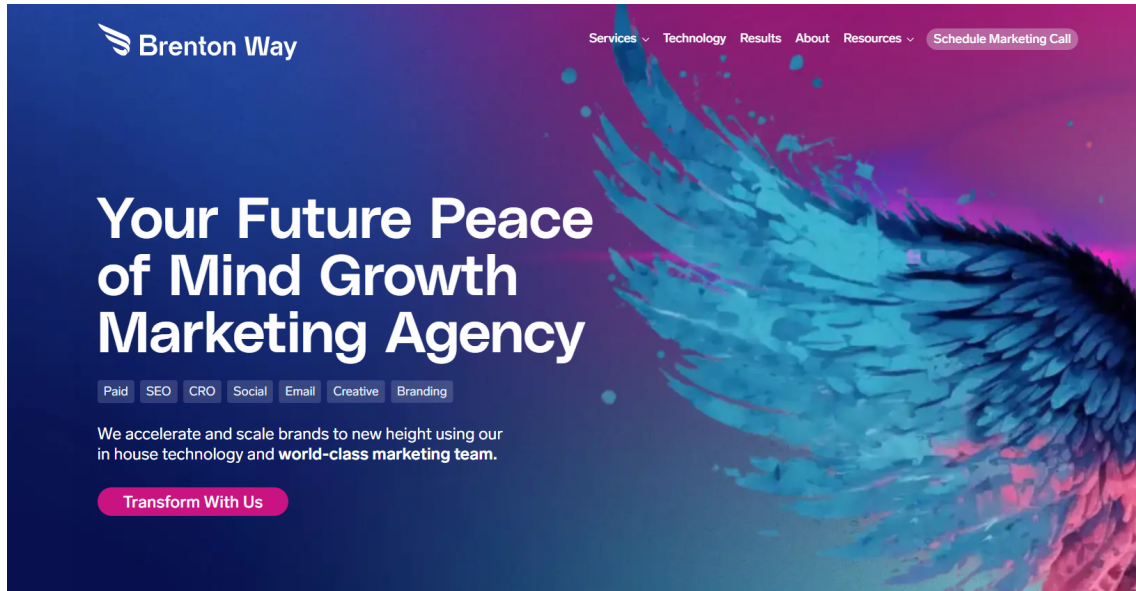 Brenton Way
Services Technology Results About Resources Schedule Marketing Call
Your Future Peace
of Mind Growth
Marketing Agency
Paid SEO CRO Social Email Creative Branding
We accelerate and scale brands to new height using our
in house technology and world-class marketing team.
Transform With Us